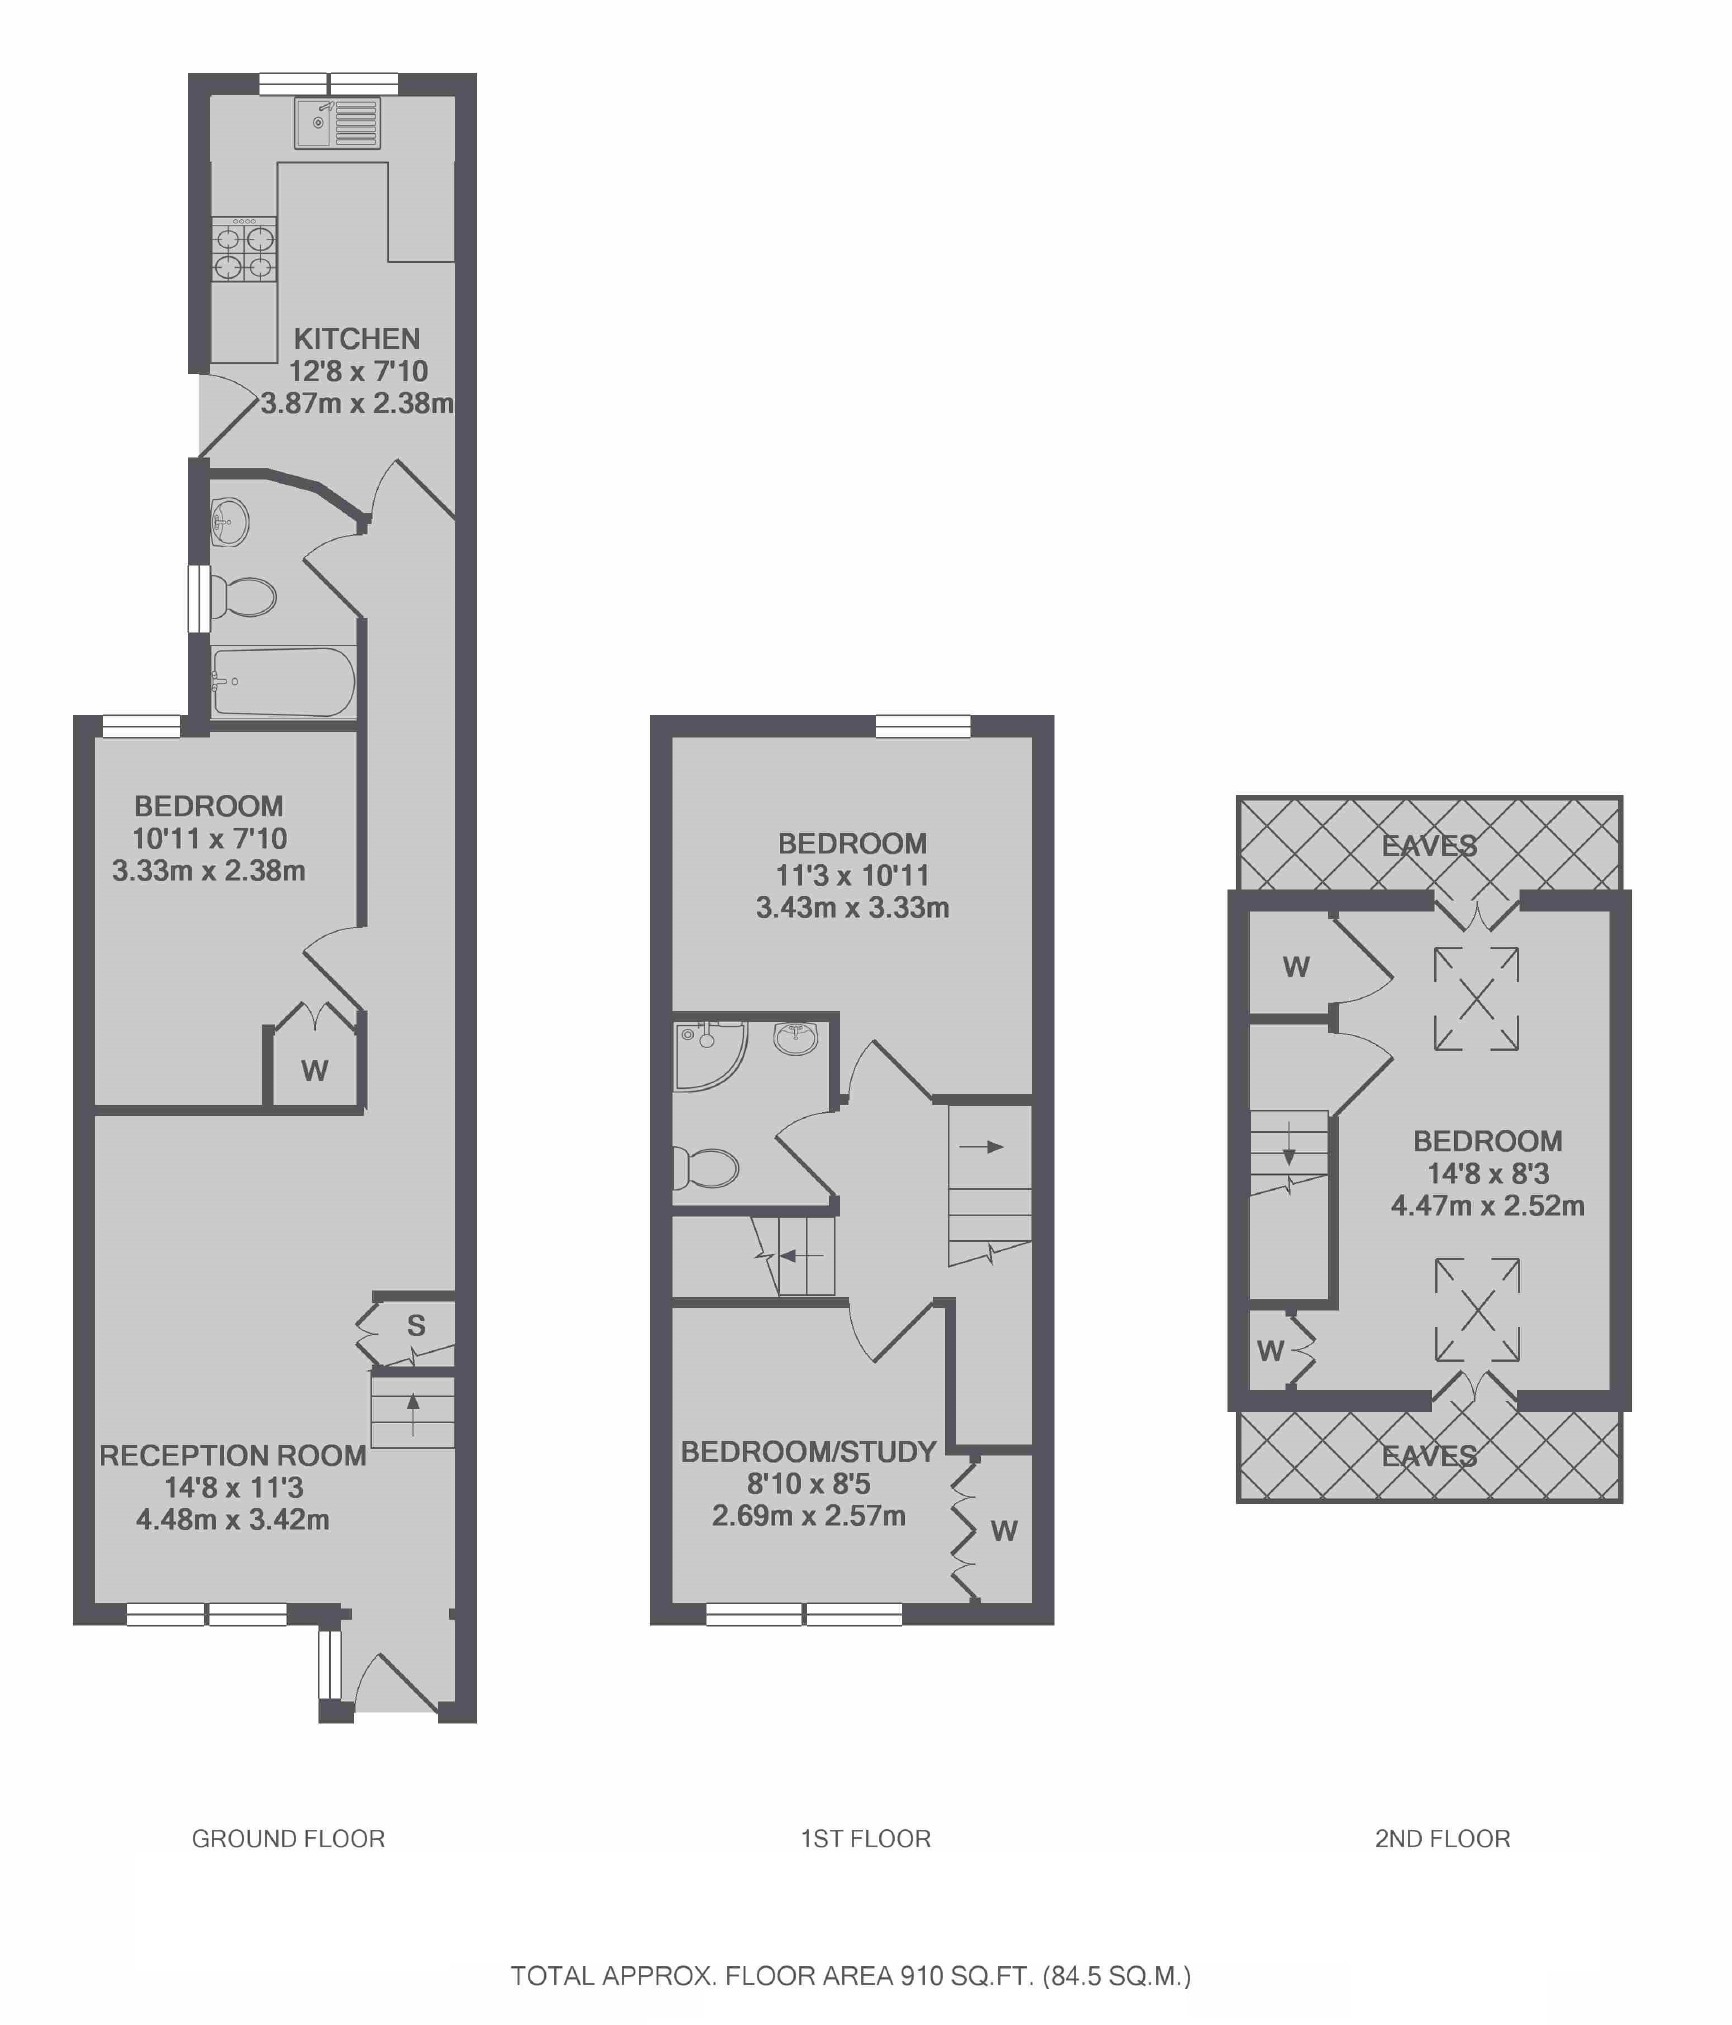 KITCHEN
12'8 x 7'10
3.87m x 2.38m
BEDROOM
10'11 x 7'10
3.33m x 2.38m
W
S
RECEPTION ROOM
14'8 x 11'3
4.48m x 3.42m
GROUND FLOOR
BEDROOM
11'3 x 10'11
3.43m x 3.33m
BEDROOM/STUDY
8'10 x 8'5
2.69m x 2.57m
W
1ST FLOOR
EAVES
W
BEDROOM
14'8 x 8'3
4.47m x 2.52m
W
EAVES
2ND FLOOR
TOTAL APPROX. FLOOR AREA 910 SQ.FT. (84.5 SQ.M.)